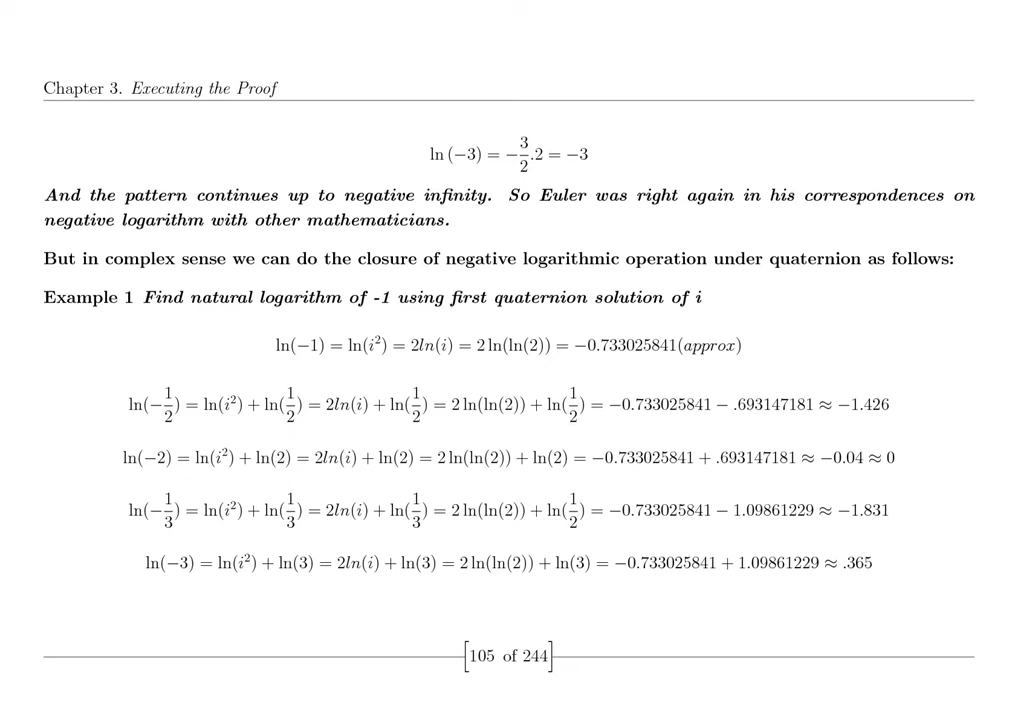 Chapter 3. Executing the Proof
ln (−3) = −3/2.2 = −3
And the pattern continues up to negative infinity. So Euler was right again in his correspondences on
negative logarithm with other mathematicians.
But in complex sense we can do the closure of negative logarithmic operation under quaternion as follows:
Example 1 Find natural logarithm of -1 using first quaternion solution of i
ln(−1) = ln(i²) = 2ln(i) = 2 ln(ln(2)) = −0.733025841(approx)
ln(−1/2) = ln(i²) + ln(1/2) = 2ln(i) + ln(1/2) = 2 ln(ln(2)) + ln(1/2) = −0.733025841 − .693147181 ≈ −1.426
ln(−2) = ln(i²) + ln(2) = 2ln(i) + ln(2) = 2 ln(ln(2)) + ln(2) = −0.733025841 + .693147181 ≈ −0.04 ≈ 0
ln(−1/3) = ln(i²) + ln(1/3) = 2ln(i) + ln(1/3) = 2 ln(ln(2)) + ln(1/2) = −0.733025841 − 1.09861229 ≈ −1.831
ln(−3) = ln(i²) + ln(3) = 2ln(i) + ln(3) = 2 ln(ln(2)) + ln(3) = −0.733025841 + 1.09861229 ≈ .365
[105 of 244]